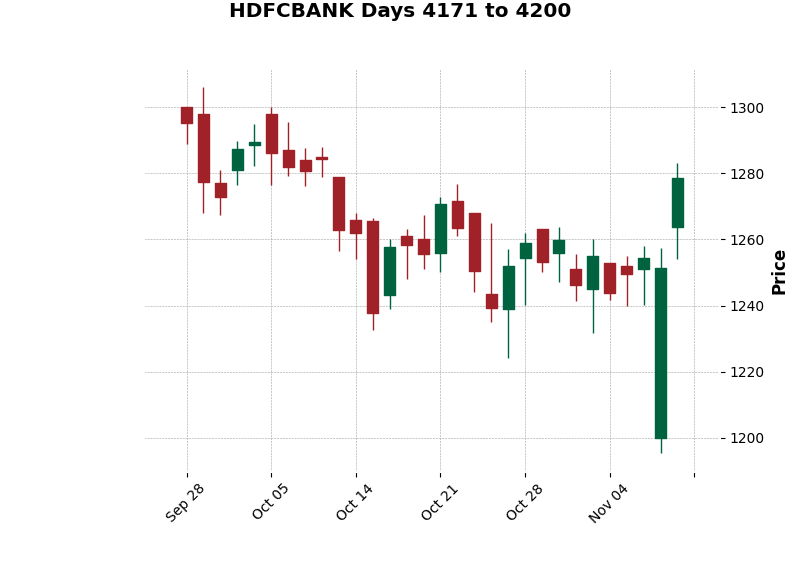 HDFCBANK Days 4171 to 4200
1300
1280
1260
1240
1220
1200
Price
Sep 28
Oct 05
Oct 14
Oct 21
Oct 28
Nov 04